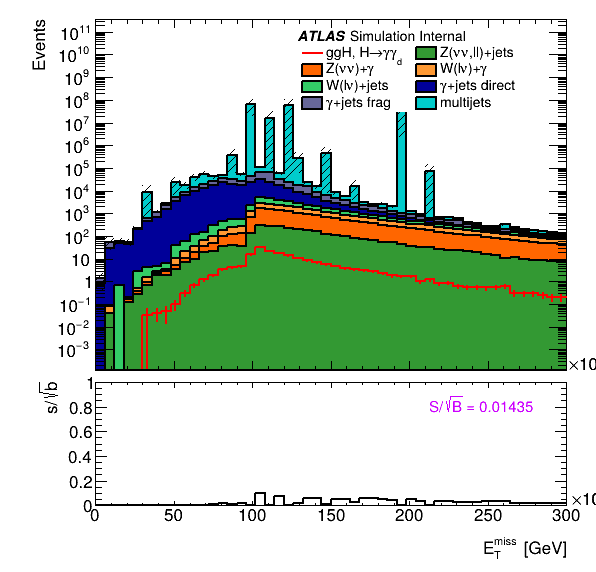 Events
10¹¹
10¹⁰
10⁹
10⁸
10⁷
10⁶
10⁵
10⁴
10³
10²
10
1
10⁻¹
10⁻²
10⁻³
ATLAS Simulation Internal
ggH, H→γγ_d
Z(νν,ll)+jets
Z(νν)+γ
W(lν)+γ
W(lν)+jets
γ+jets direct
γ+jets frag
multijets
×10
s/√b
1
0.8
0.6
0.4
0.2
0
S/√B = 0.01435
×10
0 50 100 150 200 250 300
E_T^miss [GeV]